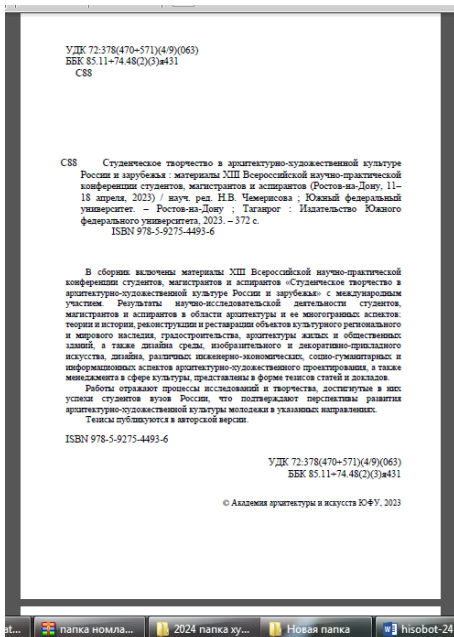 УДК 72:378(470+571)(4/9)(063)
ББК 85.11+74.48(2)(3)я431
С88
С88 Студенческое творчество в архитектурно-художественной культуре
России и зарубежья : материалы XIII Всероссийской научно-практической
конференции студентов, магистрантов и аспирантов (Ростов-на-Дону, 11–
18 апреля, 2023) / науч. ред. Н.В. Чемерисова ; Южный федеральный
университет. – Ростов-на-Дону ; Таганрог : Издательство Южного
федерального университета, 2023. – 372 с.
ISBN 978-5-9275-4493-6
В сборник включены материалы XIII Всероссийской научно-практической
конференции студентов, магистрантов и аспирантов «Студенческое творчество в
архитектурно-художественной культуре России и зарубежья» с международным
участием. Результаты научно-исследовательской деятельности студентов,
магистрантов и аспирантов в области архитектуры и ее многогранных аспектов:
теории и истории, реконструкции и реставрации объектов культурного регионального
и мирового наследия, градостроительства, архитектуры жилых и общественных
зданий, а также дизайна среды, изобразительного и декоративно-прикладного
искусства, дизайна, различных инженерно-экономических, социо-гуманитарных и
информационных аспектов архитектурно-художественного проектирования, а также
менеджмента в сфере культуры, представлены в форме тезисов статей и докладов.
Работы отражают процессы исследований и творчества, достигнутые в них
успехи студентов вузов России, что подтверждают перспективы развития
архитектурно-художественной культуры молодежи в указанных направлениях.
Тезисы публикуются в авторской версии.
ISBN 978-5-9275-4493-6
УДК 72:378(470+571)(4/9)(063)
ББК 85.11+74.48(2)(3)я431
© Академия архитектуры и искусств ЮФУ, 2023
at... папка номла... 2024 папка ху... Новая папка hisobot-24